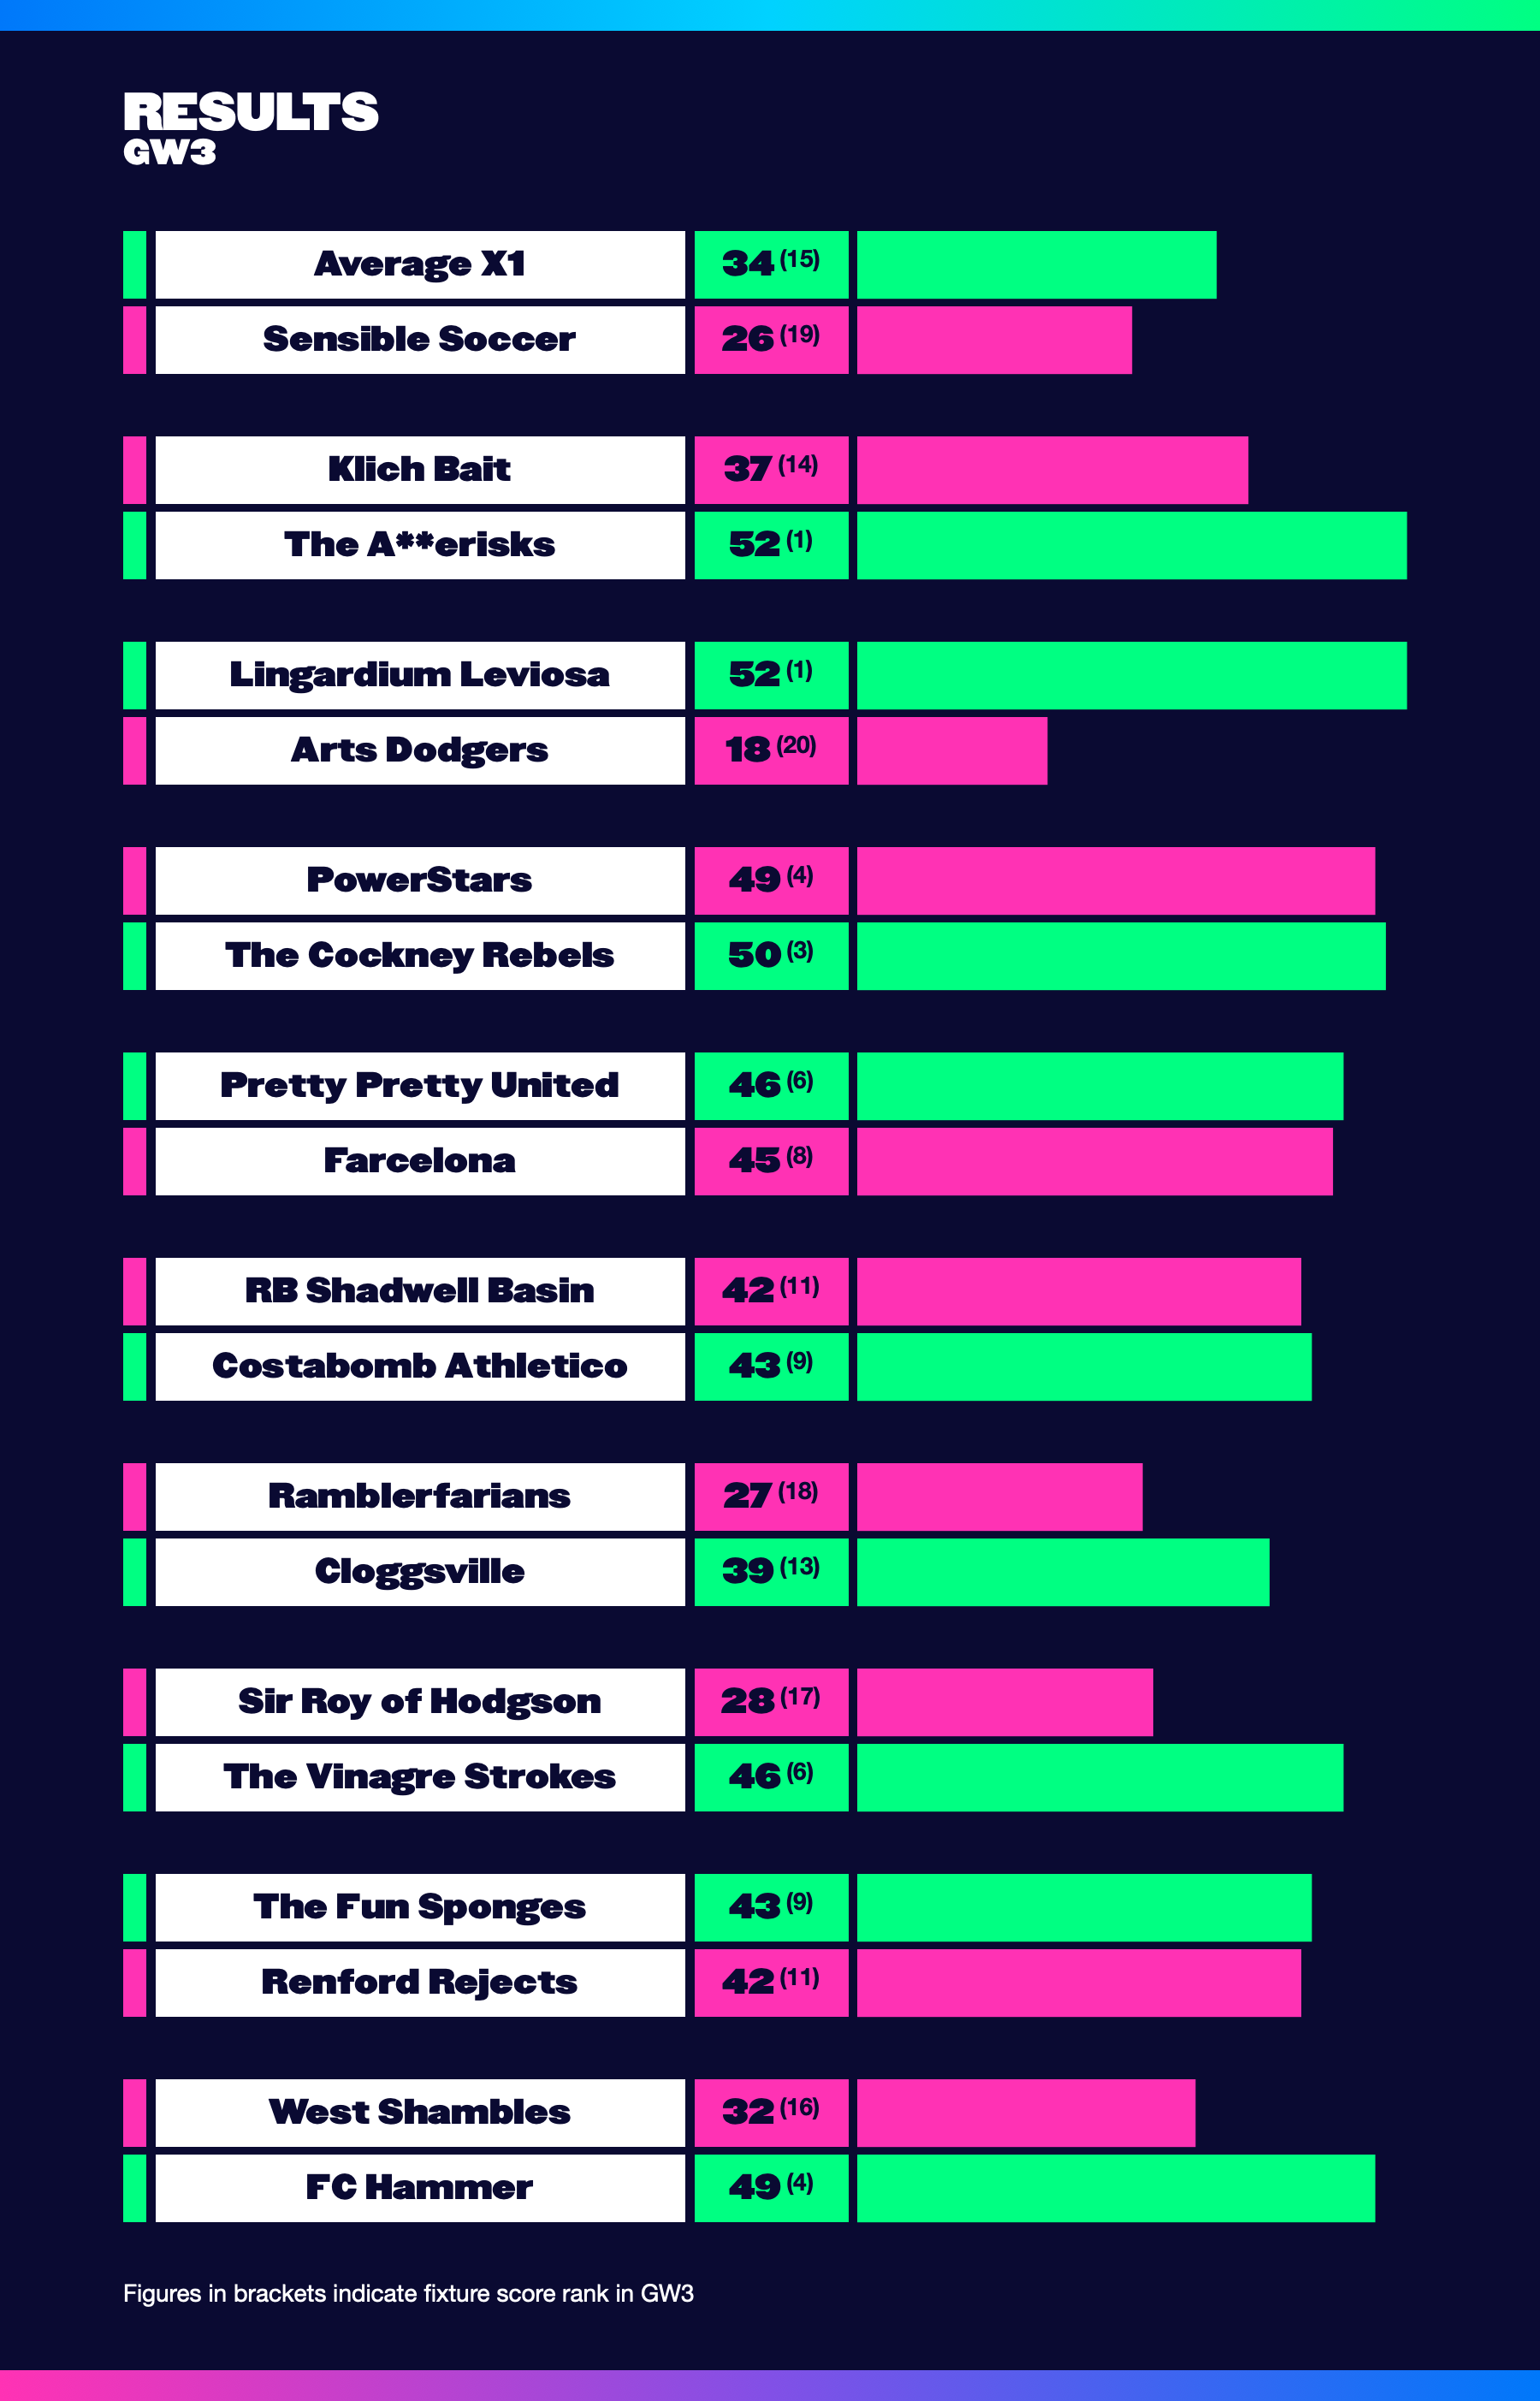 RESULTS
GW3
Average X1 34 (15)
Sensible Soccer 26 (19)
Klich Bait 37 (14)
The A**erisks 52 (1)
Lingardium Leviosa 52 (1)
Arts Dodgers 18 (20)
PowerStars 49 (4)
The Cockney Rebels 50 (3)
Pretty Pretty United 46 (6)
Farcelona 45 (8)
RB Shadwell Basin 42 (11)
Costabomb Athletico 43 (9)
Ramblerfarians 27 (18)
Cloggsville 39 (13)
Sir Roy of Hodgson 28 (17)
The Vinagre Strokes 46 (6)
The Fun Sponges 43 (9)
Renford Rejects 42 (11)
West Shambles 32 (16)
FC Hammer 49 (4)
Figures in brackets indicate fixture score rank in GW3